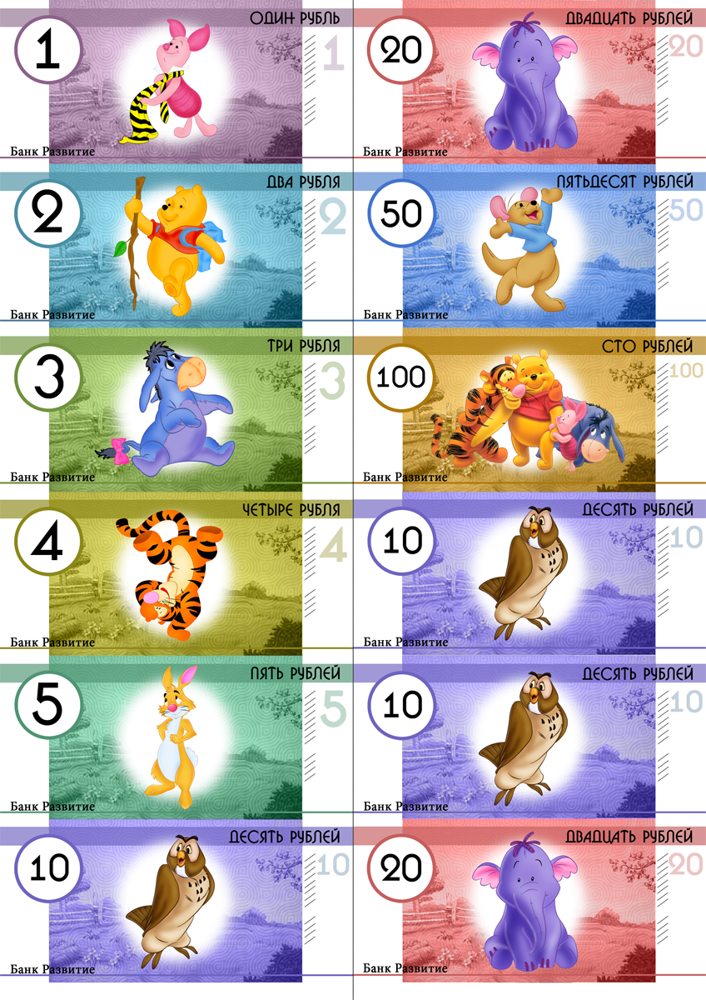 ОДИН РУБЛЬ
1
1
Банк Развитие
ДВА РУБЛЯ
2
2
Банк Развитие
ТРИ РУБЛЯ
3
3
Банк Развитие
ЧЕТЫРЕ РУБЛЯ
4
4
Банк Развитие
ПЯТЬ РУБЛЕЙ
5
5
Банк Развитие
ДЕСЯТЬ РУБЛЕЙ
10
10
Банк Развитие
ДВАДЦАТЬ РУБЛЕЙ
20
20
Банк Развитие
ПЯТЬДЕСЯТ РУБЛЕЙ
50
50
Банк Развитие
СТО РУБЛЕЙ
100
100
Банк Развитие
ДЕСЯТЬ РУБЛЕЙ
10
10
Банк Развитие
ДЕСЯТЬ РУБЛЕЙ
10
10
Банк Развитие
ДВАДЦАТЬ РУБЛЕЙ
20
20
Банк Развитие